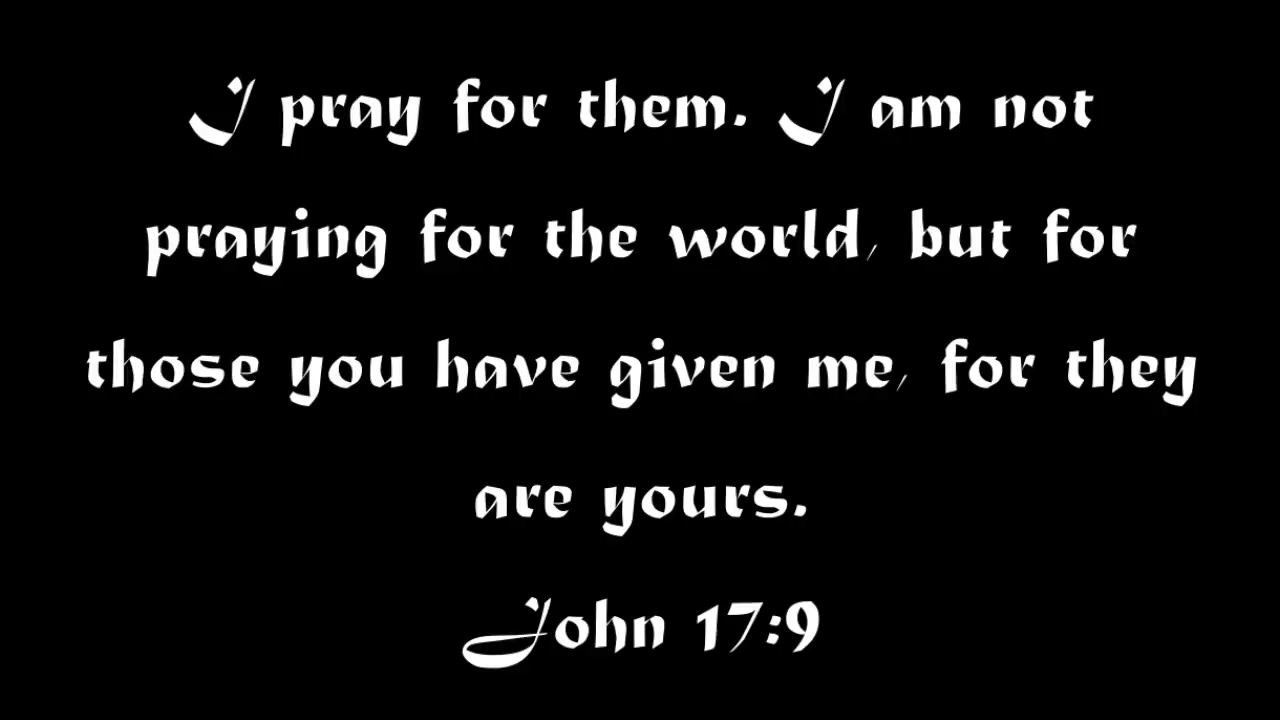 I pray for them. I am not
praying for the world, but for
those you have given me, for they
are yours.
John 17:9